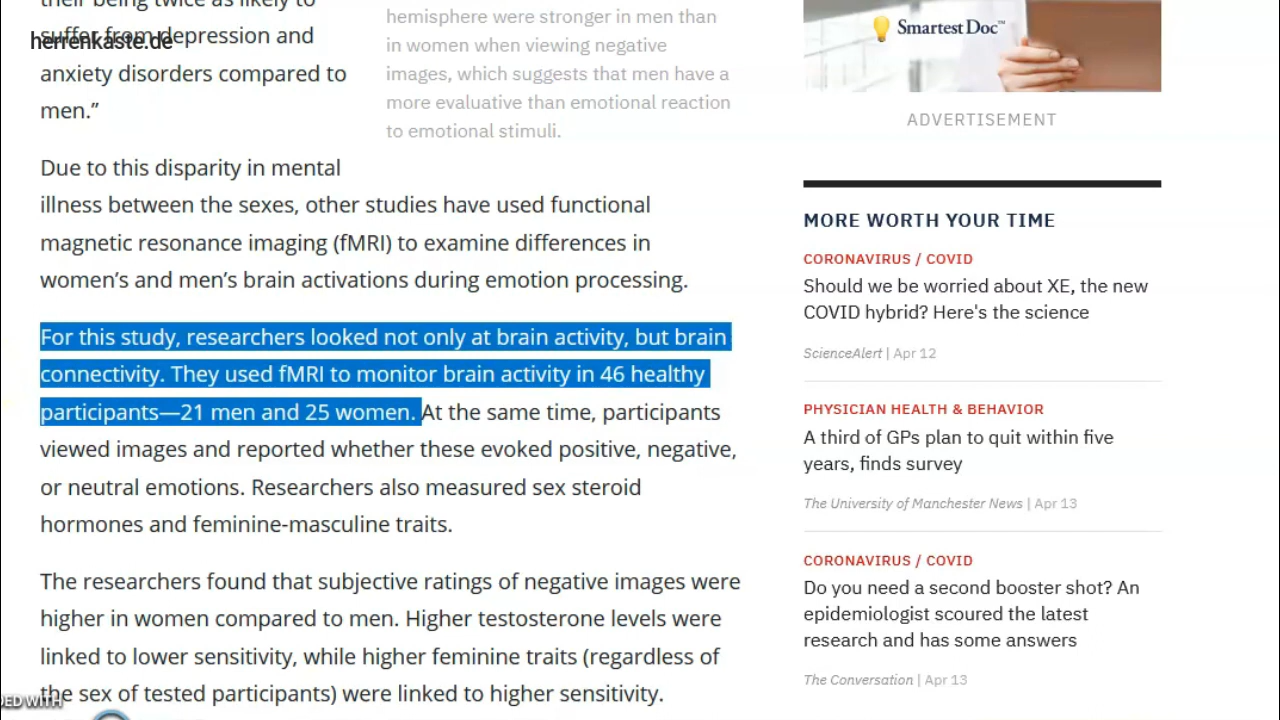 their being twice as likely to
suffer from depression and
anxiety disorders compared to
men.”
herrenkaste.de
hemisphere were stronger in men than
in women when viewing negative
images, which suggests that men have a
more evaluative than emotional reaction
to emotional stimuli.
Due to this disparity in mental
illness between the sexes, other studies have used functional
magnetic resonance imaging (fMRI) to examine differences in
women’s and men’s brain activations during emotion processing.
For this study, researchers looked not only at brain activity, but brain
connectivity. They used fMRI to monitor brain activity in 46 healthy
participants—21 men and 25 women. At the same time, participants
viewed images and reported whether these evoked positive, negative,
or neutral emotions. Researchers also measured sex steroid
hormones and feminine-masculine traits.
The researchers found that subjective ratings of negative images were
higher in women compared to men. Higher testosterone levels were
linked to lower sensitivity, while higher feminine traits (regardless of
the sex of tested participants) were linked to higher sensitivity.
DED WITH
SmartestDoc™
ADVERTISEMENT
MORE WORTH YOUR TIME
CORONAVIRUS / COVID
Should we be worried about XE, the new
COVID hybrid? Here's the science
ScienceAlert | Apr 12
PHYSICIAN HEALTH & BEHAVIOR
A third of GPs plan to quit within five
years, finds survey
The University of Manchester News | Apr 13
CORONAVIRUS / COVID
Do you need a second booster shot? An
epidemiologist scoured the latest
research and has some answers
The Conversation | Apr 13